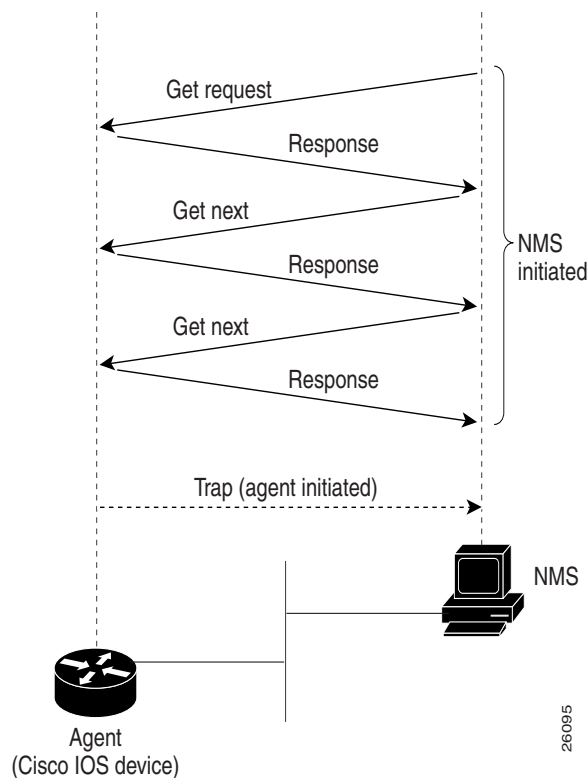 Get request
Response
Get next
Response
Get next
Response
NMS
initiated
Trap (agent initiated)
NMS
Agent
(Cisco IOS device)
26095